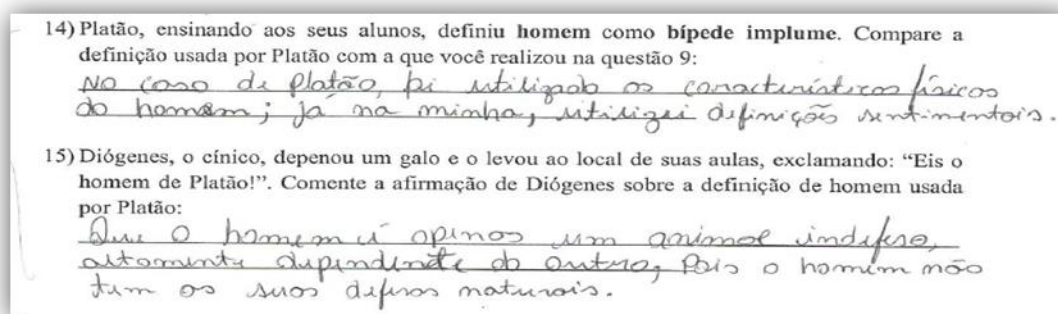 14) Platão, ensinando aos seus alunos, definiu homem como bípede implume. Compare a
definição usada por Platão com a que você realizou na questão 9:
No caso de Platão, foi utilizado as características físicas
do homem; já na minha, utilizei definições sentimentais.
15) Diógenes, o cínico, depenou um galo e o levou ao local de suas aulas, exclamando: “Eis o
homem de Platão!”. Comente a afirmação de Diógenes sobre a definição de homem usada
por Platão:
Que o homem é apenas um animal indefeso,
altamente dependente do outro, Pois o homem não
tem as suas defesas naturais.